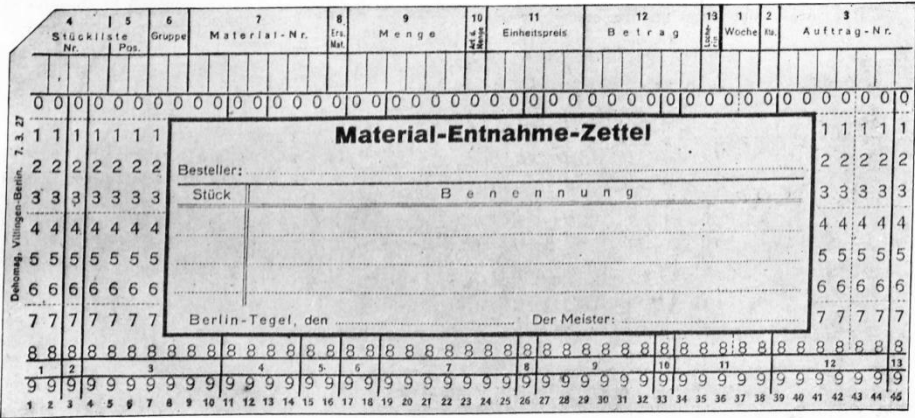 4 5 6 7 8 9 10 11 12 13 1 2 3
Stückliste Gruppe Material-Nr. Ers. Mat. Menge Art d. Menge Einheitspreis Betrag Woche Kto. Auftrag-Nr.
Nr. Pos.
0 0 0 0 0 0 0 0 0 0 0 0 0 0 0 0 0 0 0 0 0 0 0 0 0 0 0 0 0 0 0 0 0 0 0 0 0 0 0 0 0 0 0 0 0
Dehomag, Villingen-Berlin. 7. 3. 27
1 1 1 1 1 1 1 Material-Entnahme-Zettel 1 1 1 1 1
2 2 2 2 2 2 2 Besteller: 2 2 2 2 2
3 3 3 3 3 3 3 Stück Benennung 3 3 3 3 3
4 4 4 4 4 4 4 4 4 4 4 4
5 5 5 5 5 5 5 5 5 5 5 5
6 6 6 6 6 6 6 6 6 6 6 6
7 7 7 7 7 7 7 Berlin-Tegel, den Der Meister: 7 7 7 7 7
8 8 8 8 8 8 8 8 8 8 8 8 8 8 8 8 8 8 8 8 8 8 8 8 8 8 8 8 8 8 8 8 8 8 8 8 8 8 8 8 8 8 8 8 8
1 2 3 4 5 6 7 8 9 10 11 12 13
9 9 9 9 9 9 9 9 9 9 9 9 9 9 9 9 9 9 9 9 9 9 9 9 9 9 9 9 9 9 9 9 9 9 9 9 9 9 9 9 9 9 9 9 9
1 2 3 4 5 6 7 8 9 10 11 12 13 14 15 16 17 18 19 20 21 22 23 24 25 26 27 28 29 30 31 32 33 34 35 36 37 38 39 40 41 42 43 44 45